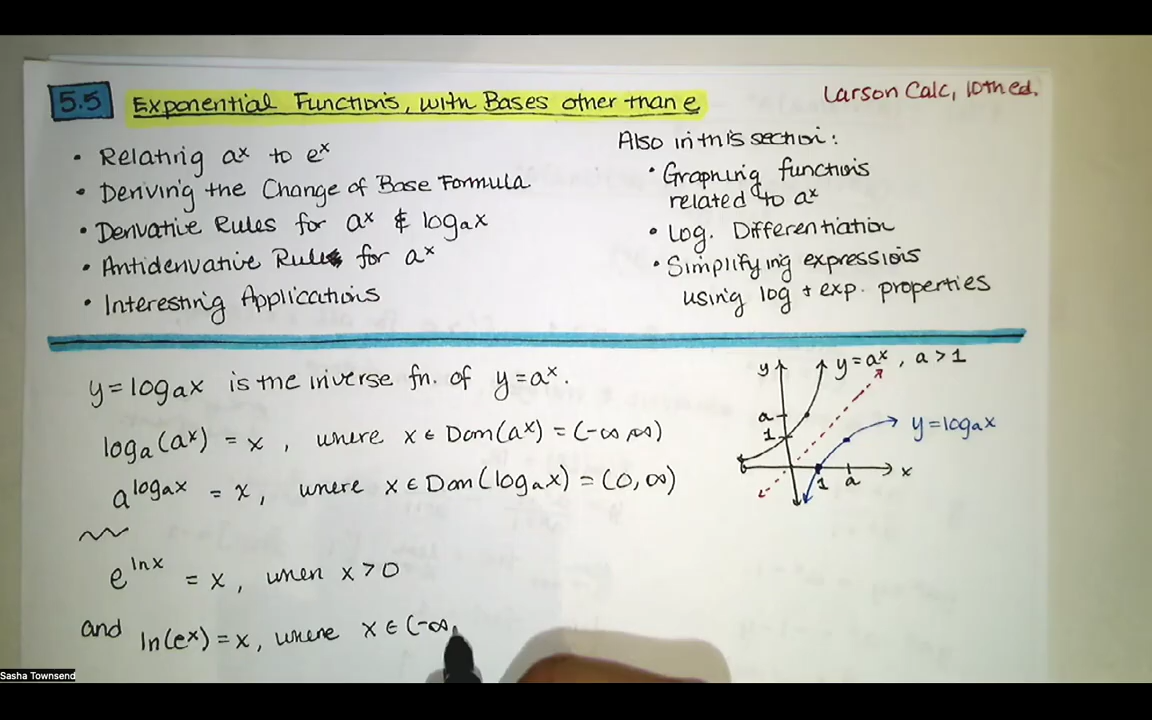 5.5 Exponential Functions, with Bases other than e
Larson Calc, 10th ed.
• Relating aˣ to eˣ
• Deriving the Change of Base Formula
• Derivative Rules for aˣ & logₐx
• Antiderivative Rules for aˣ
• Interesting Applications
Also in this section:
• Graphing functions
related to aˣ
• Log. Differentiation
• Simplifying expressions
using log + exp. properties
y = logₐx is the inverse fn. of y = aˣ.
logₐ(aˣ) = x , where x ∈ Dom(aˣ) = (-∞,∞)
a^(logₐx) = x, where x ∈ Dom(logₐx) = (0,∞)
e^(ln x) = x, when x > 0
and ln(eˣ) = x, where x ∈ (-∞,
y
y = aˣ, a > 1
a
1
y = logₐx
x
1 a
Sasha Townsend